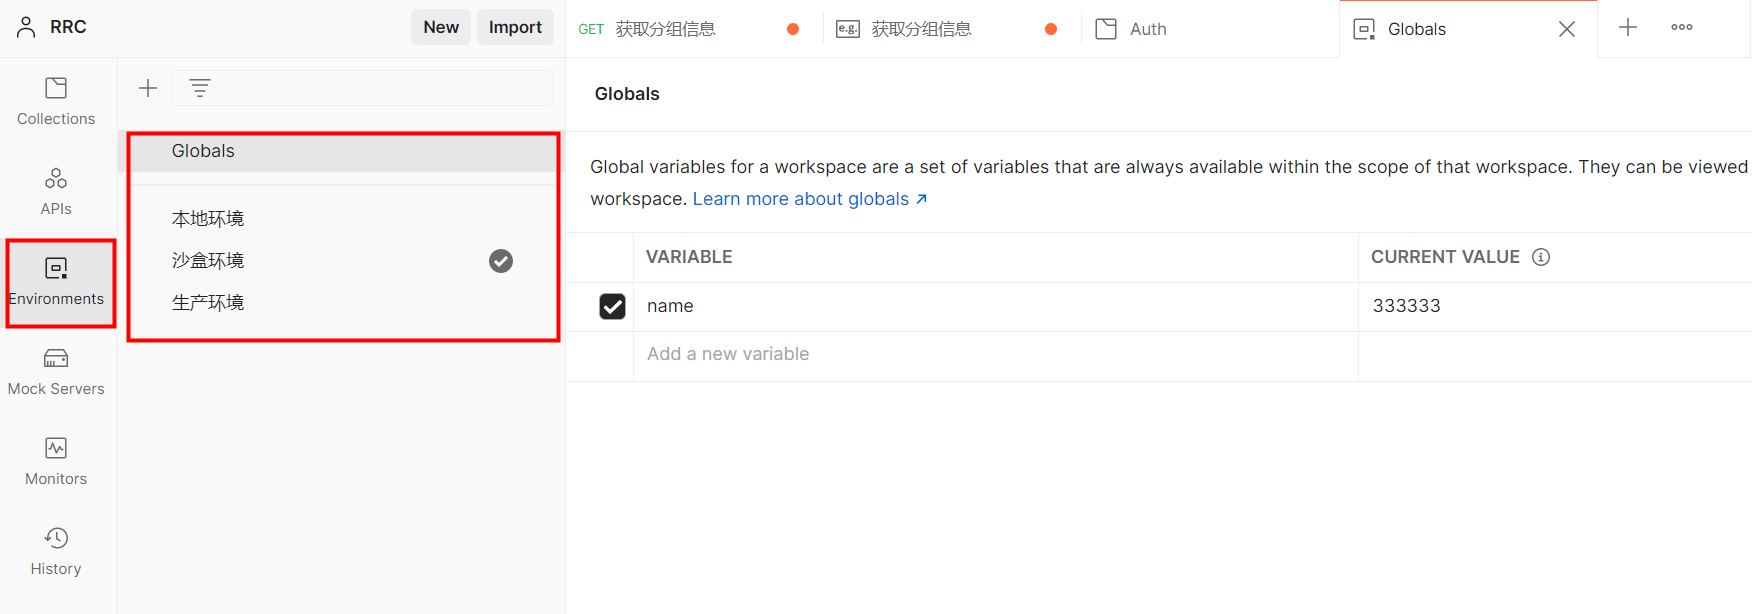 RRC
New
Import
GET 获取分组信息
e.g. 获取分组信息
Auth
Globals
Collections
APIs
Environments
Mock Servers
Monitors
History
Globals
本地环境
沙盒环境
生产环境
Globals
Global variables for a workspace are a set of variables that are always available within the scope of that workspace. They can be viewed
workspace. Learn more about globals ↗
VARIABLE
CURRENT VALUE
name
333333
Add a new variable